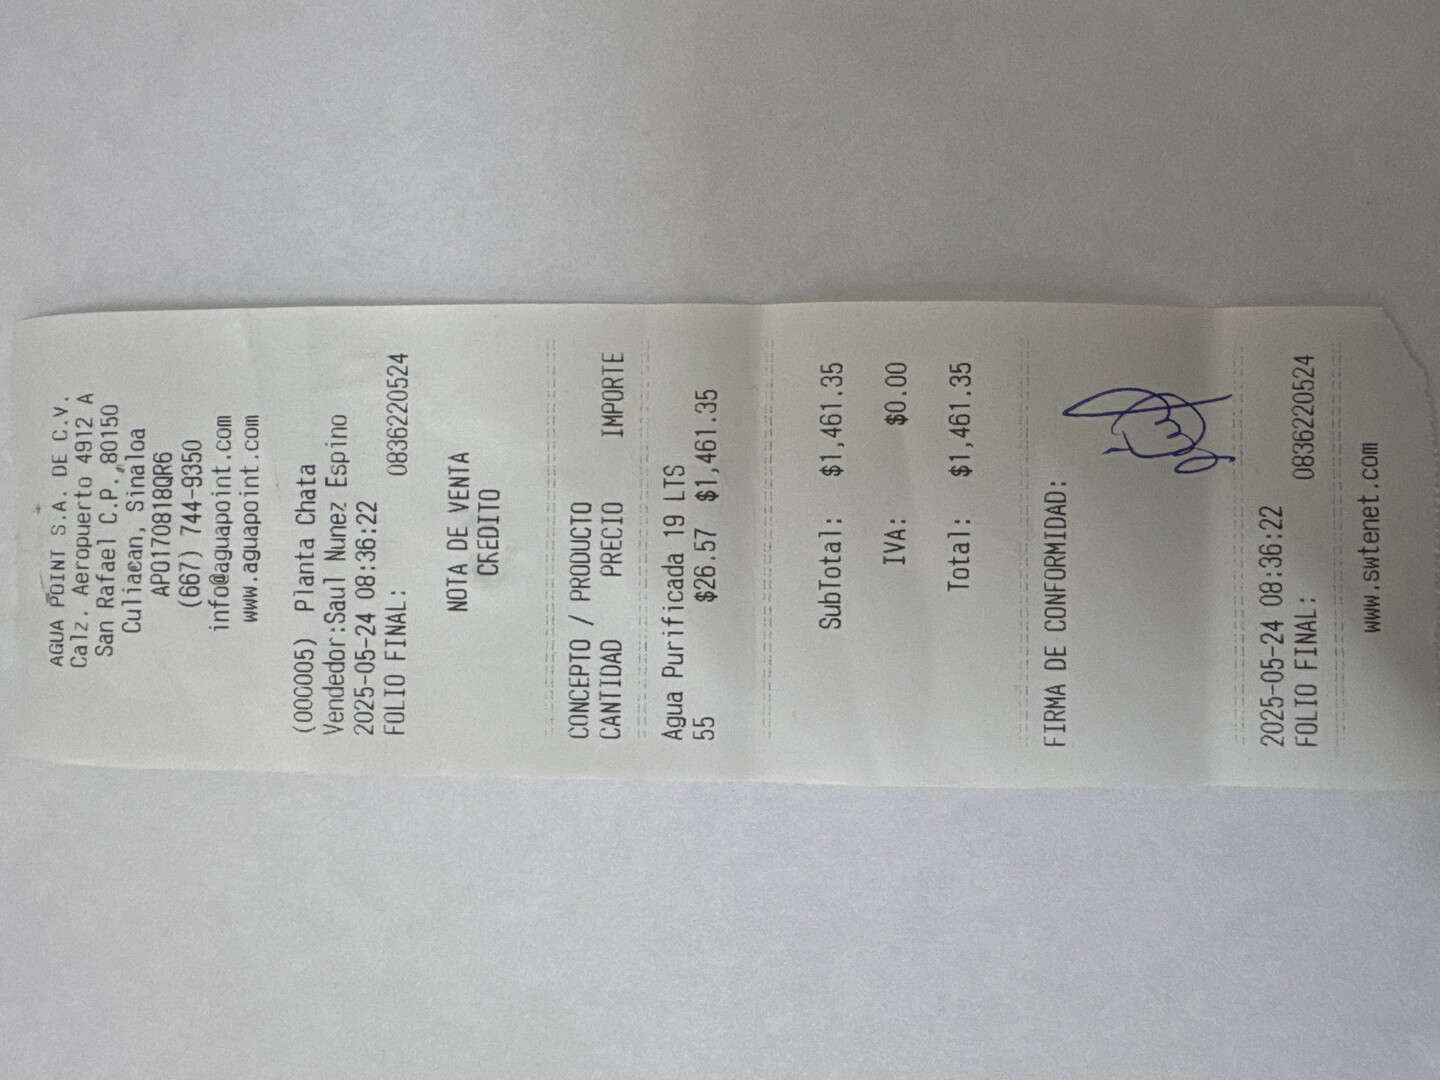 AGUA POINT S.A. DE C.V.
Calz. Aeropuerto 4912 A
San Rafael C.P. 80150
Culiacan, Sinaloa
APO170818QR6
(667) 744-9350
info@aguapoint.com
www.aguapoint.com
(000005) Planta Chata
Vendedor:Saul Nunez Espino
2025-05-24 08:36:22
FOLIO FINAL: 0836220524
NOTA DE VENTA
CREDITO
CONCEPTO / PRODUCTO
CANTIDAD PRECIO IMPORTE
Agua Purificada 19 LTS
55 $26.57 $1,461.35
SubTotal: $1,461.35
IVA: $0.00
Total: $1,461.35
FIRMA DE CONFORMIDAD:
2025-05-24 08:36:22
FOLIO FINAL: 0836220524
www.swtenet.com